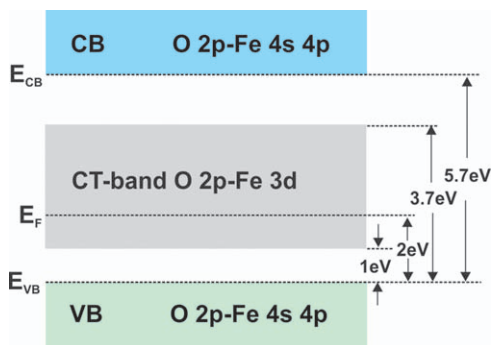 CB O 2p-Fe 4s 4p
E_CB
CT-band O 2p-Fe 3d
5.7eV
3.7eV
E_F
2eV
1eV
E_VB
VB O 2p-Fe 4s 4p